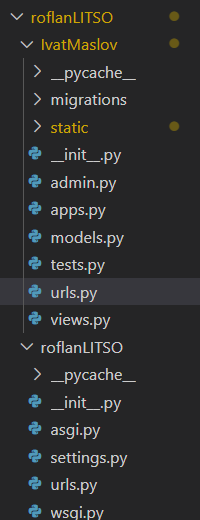 roflanLITSO
IvatMaslov
__pycache__
migrations
static
__init__.py
admin.py
apps.py
models.py
tests.py
urls.py
views.py
roflanLITSO
__pycache__
__init__.py
asgi.py
settings.py
urls.py
wsgi.py